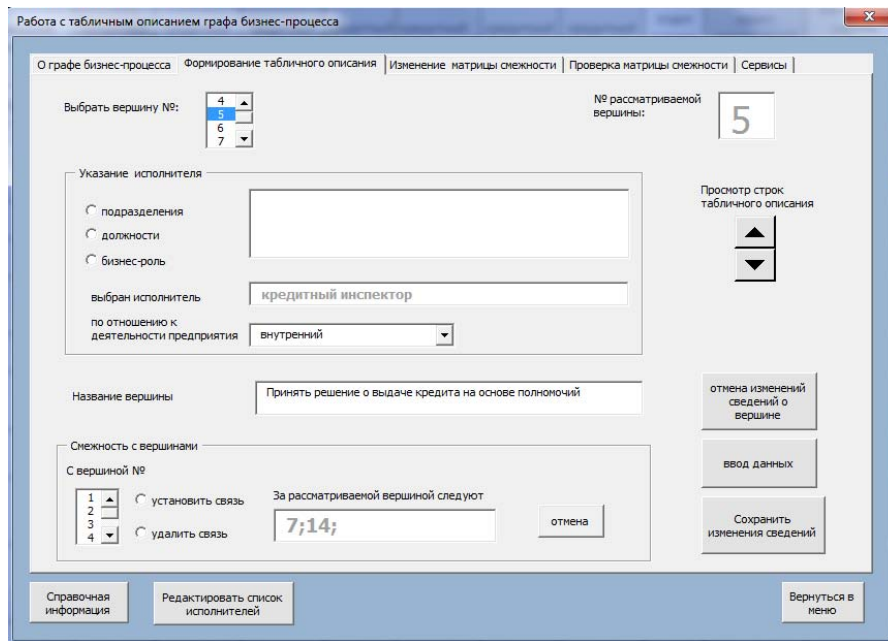 Работа с табличным описанием графа бизнес-процесса
О графе бизнес-процесса
Формирование табличного описания
Изменение матрицы смежности
Проверка матрицы смежности
Сервисы
Выбрать вершину №:
4
5
6
7
№ рассматриваемой
вершины:
5
Указание исполнителя
подразделения
должности
бизнес-роль
выбран исполнитель
кредитный инспектор
по отношению к
деятельности предприятия
внутренний
Просмотр строк
табличного описания
Название вершины
Принять решение о выдаче кредита на основе полномочий
отмена изменений
сведений о
вершине
ввод данных
Сохранить
изменения сведений
Смежность с вершинами
С вершиной №
1
2
3
4
установить связь
удалить связь
За рассматриваемой вершиной следуют
7;14;
отмена
Справочная
информация
Редактировать список
исполнителей
Вернуться в
меню